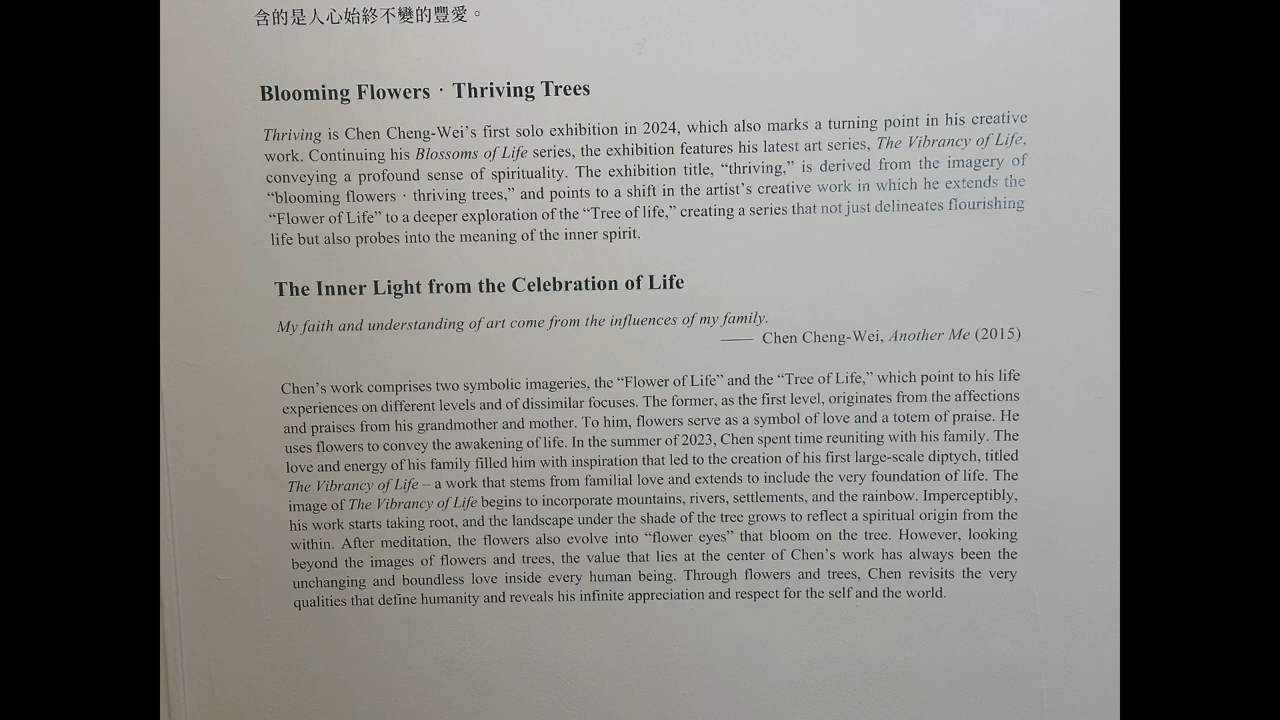 含的是人心始終不變的豐愛。
Blooming Flowers · Thriving Trees
Thriving is Chen Cheng-Wei’s first solo exhibition in 2024, which also marks a turning point in his creative
work. Continuing his Blossoms of Life series, the exhibition features his latest art series, The Vibrancy of Life,
conveying a profound sense of spirituality. The exhibition title, “thriving,” is derived from the imagery of
“blooming flowers · thriving trees,” and points to a shift in the artist’s creative work in which he extends the
“Flower of Life” to a deeper exploration of the “Tree of life,” creating a series that not just delineates flourishing
life but also probes into the meaning of the inner spirit.
The Inner Light from the Celebration of Life
My faith and understanding of art come from the influences of my family.
—— Chen Cheng-Wei, Another Me (2015)
Chen’s work comprises two symbolic imageries, the “Flower of Life” and the “Tree of Life,” which point to his life
experiences on different levels and of dissimilar focuses. The former, as the first level, originates from the affections
and praises from his grandmother and mother. To him, flowers serve as a symbol of love and a totem of praise. He
uses flowers to convey the awakening of life. In the summer of 2023, Chen spent time reuniting with his family. The
love and energy of his family filled him with inspiration that led to the creation of his first large-scale diptych, titled
The Vibrancy of Life – a work that stems from familial love and extends to include the very foundation of life. The
image of The Vibrancy of Life begins to incorporate mountains, rivers, settlements, and the rainbow. Imperceptibly,
his work starts taking root, and the landscape under the shade of the tree grows to reflect a spiritual origin from the
within. After meditation, the flowers also evolve into “flower eyes” that bloom on the tree. However, looking
beyond the images of flowers and trees, the value that lies at the center of Chen’s work has always been the
unchanging and boundless love inside every human being. Through flowers and trees, Chen revisits the very
qualities that define humanity and reveals his infinite appreciation and respect for the self and the world.